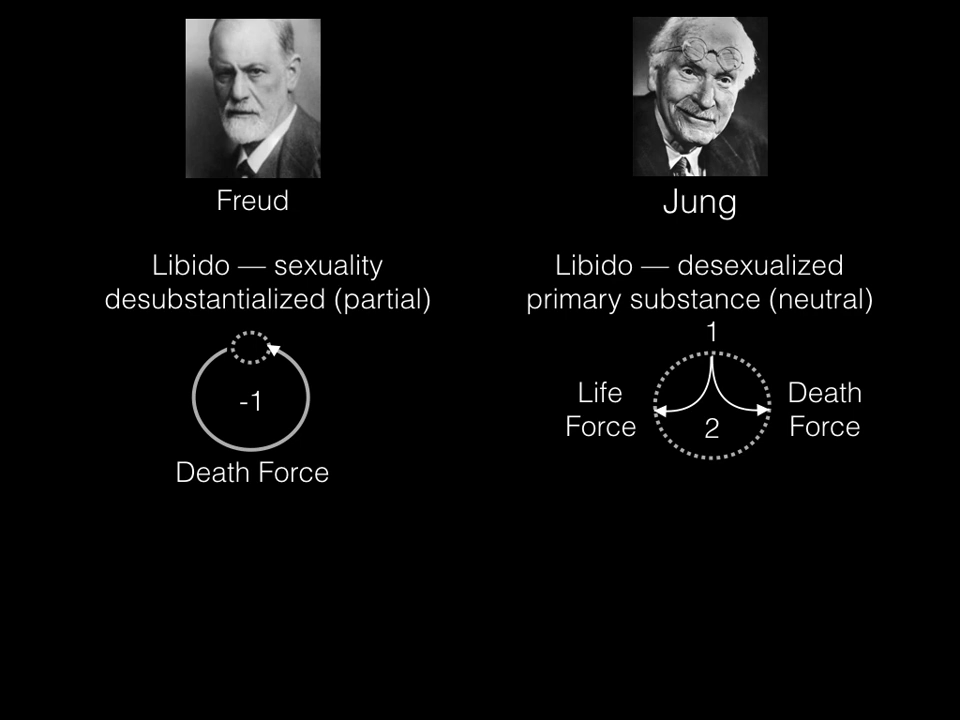 Freud
Libido — sexuality
desubstantialized (partial)
-1
Death Force
Jung
Libido — desexualized
primary substance (neutral)
1
Life
Force
2
Death
Force